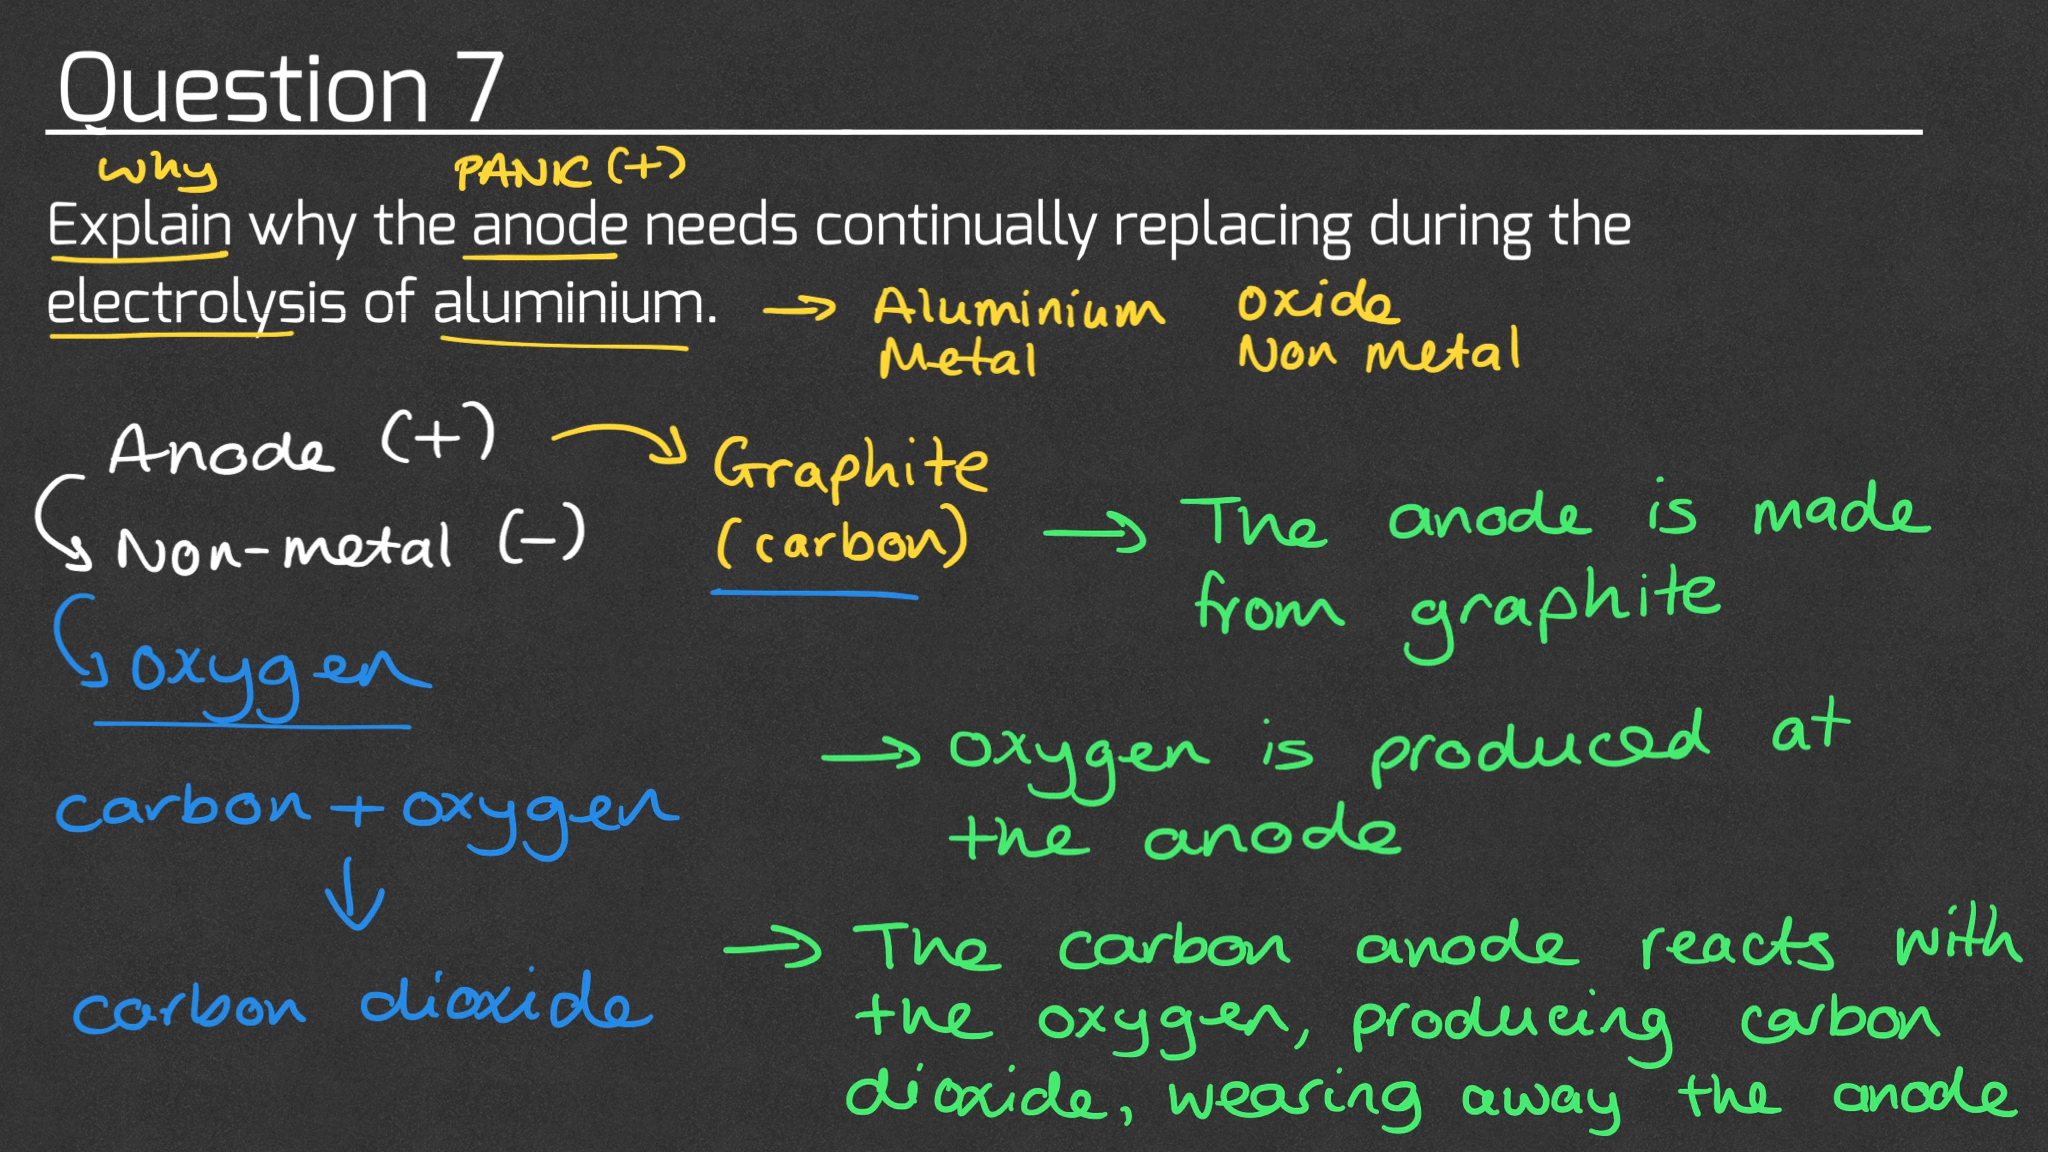 Question 7
why PANIC (+)
Explain why the anode needs continually replacing during the
electrolysis of aluminium. → Aluminium oxide
Metal Non metal
Anode (+) Graphite
Non-metal (-) (carbon)
→ The anode is made
from graphite
oxygen
→ oxygen is produced at
the anode
carbon + oxygen
↓
carbon dioxide
→ The carbon anode reacts with
the oxygen, producing carbon
dioxide, wearing away the anode